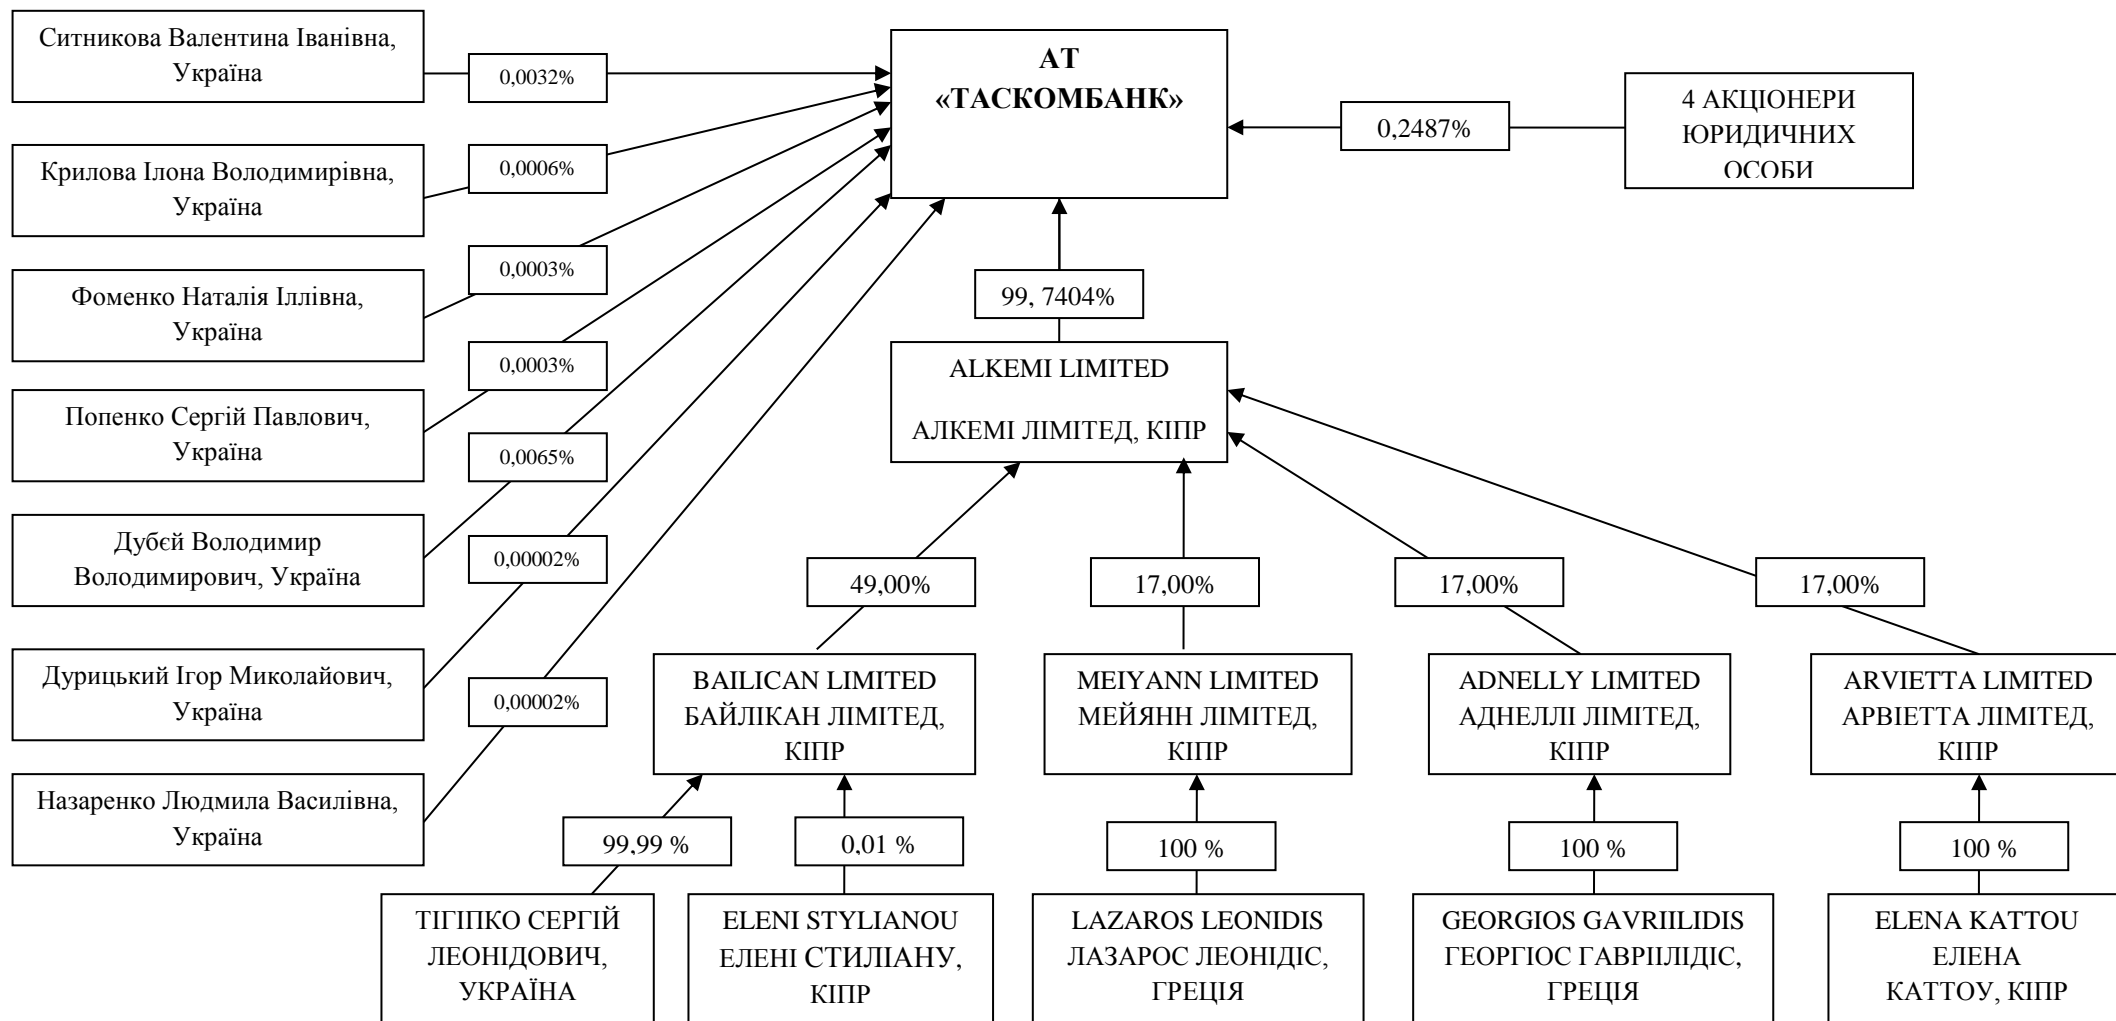 Ситникова Валентина Іванівна,
Україна
0,0032%
АТ
«ТАСКОМБАНК»
0,2487%
4 АКЦІОНЕРИ
ЮРИДИЧНИХ
ОСОБИ
Крилова Ілона Володимирівна,
Україна
0,0006%
Фоменко Наталія Іллівна,
Україна
0,0003%
99, 7404%
Попенко Сергій Павлович,
Україна
0,0003%
ALKEMI LIMITED
АЛКЕМІ ЛІМІТЕД, КІПР
Дубєй Володимир
Володимирович, Україна
0,0065%
Дурицький Ігор Миколайович,
Україна
0,00002%
49,00%
17,00%
17,00%
17,00%
Назаренко Людмила Василівна,
Україна
0,00002%
BAILICAN LIMITED
БАЙЛІКАН ЛІМІТЕД,
КІПР
MEIYANN LIMITED
МЕЙЯНН ЛІМІТЕД,
КІПР
ADNELLY LIMITED
АДНЕЛЛІ ЛІМІТЕД,
КІПР
ARVIETTA LIMITED
АРВІЕТТА ЛІМІТЕД,
КІПР
99,99 %
0,01 %
100 %
100 %
100 %
ТІГІПКО СЕРГІЙ
ЛЕОНІДОВИЧ,
УКРАЇНА
ELENI STYLIANOU
ЕЛЕНІ СТИЛІАНУ,
КІПР
LAZAROS LEONIDIS
ЛАЗАРОС ЛЕОНІДІС,
ГРЕЦІЯ
GEORGIOS GAVRIILIDIS
ГЕОРГІОС ГАВРІІЛІДІС,
ГРЕЦІЯ
ELENA KATTOU
ЕЛЕНА
КАТТОУ, КІПР